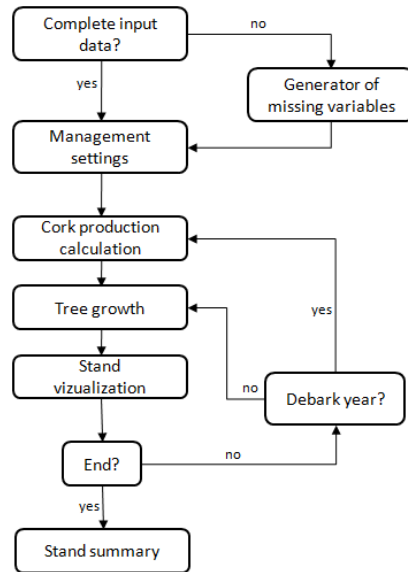 Complete input
data?
no
yes
Generator of
missing variables
Management
settings
Cork production
calculation
yes
Tree growth
Stand
vizualization
no
Debark year?
End?
no
yes
Stand summary